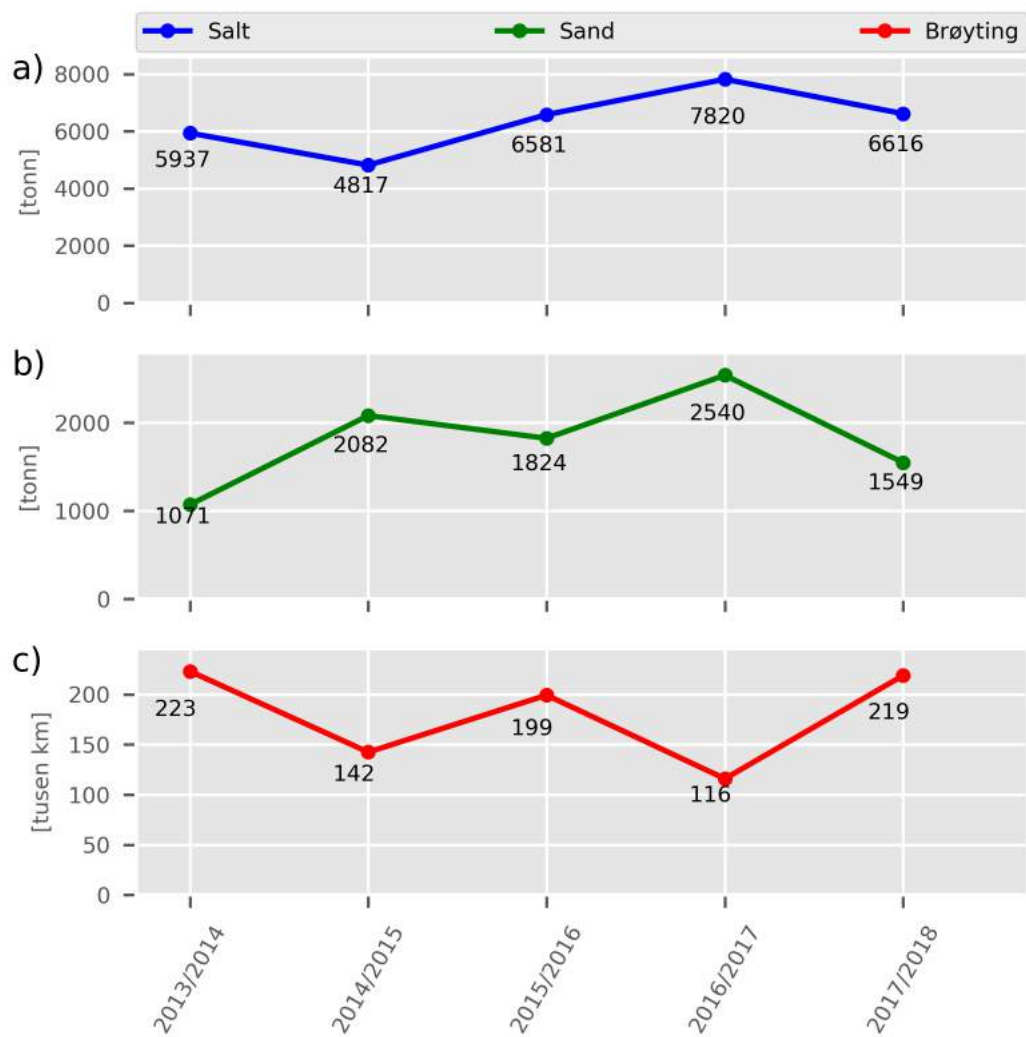 Salt Sand Brøyting
a)
8000
6000
4000
2000
0
[tonn]
5937 4817 6581 7820 6616
b)
2000
1000
0
[tonn]
1071 2082 1824 2540 1549
c)
200
150
100
50
0
[tusen km]
223 142 199 116 219
2013/2014 2014/2015 2015/2016 2016/2017 2017/2018